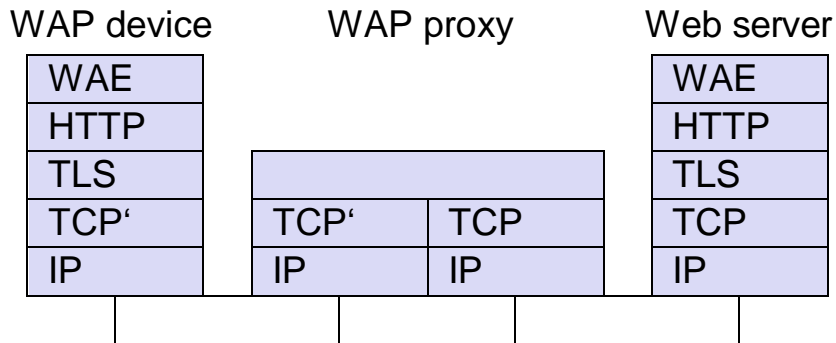 WAP device WAP proxy Web server
WAE WAE
HTTP HTTP
TLS TLS
TCP‘ TCP‘ TCP TCP
IP IP IP IP